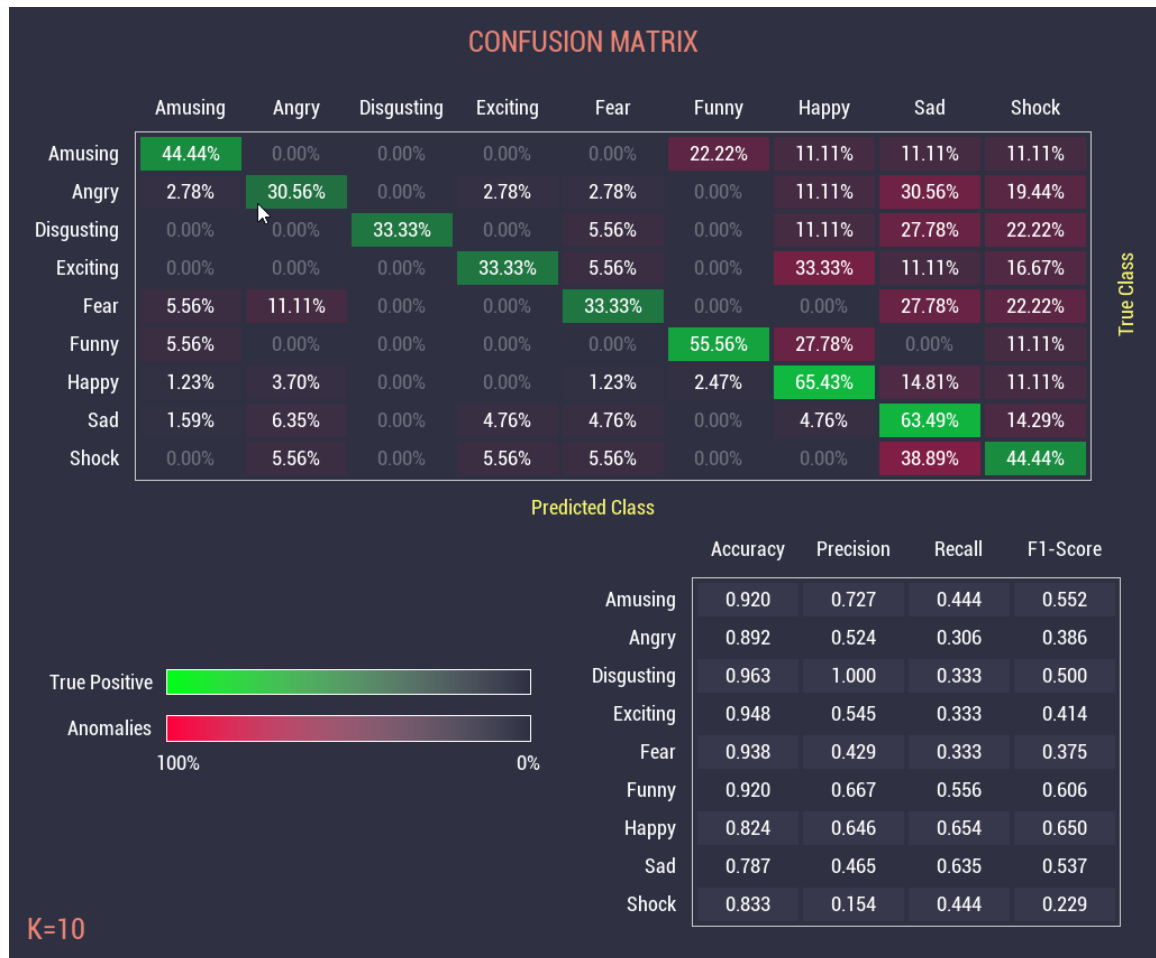 CONFUSION MATRIX
Amusing Angry Disgusting Exciting Fear Funny Happy Sad Shock
Amusing 44.44% 0.00% 0.00% 0.00% 0.00% 22.22% 11.11% 11.11% 11.11%
Angry 2.78% 30.56% 0.00% 2.78% 2.78% 0.00% 11.11% 30.56% 19.44%
Disgusting 0.00% 0.00% 33.33% 0.00% 5.56% 0.00% 11.11% 27.78% 22.22%
Exciting 0.00% 0.00% 0.00% 33.33% 5.56% 0.00% 33.33% 11.11% 16.67%
Fear 5.56% 11.11% 0.00% 0.00% 33.33% 0.00% 0.00% 27.78% 22.22%
Funny 5.56% 0.00% 0.00% 0.00% 0.00% 55.56% 27.78% 0.00% 11.11%
Happy 1.23% 3.70% 0.00% 0.00% 1.23% 2.47% 65.43% 14.81% 11.11%
Sad 1.59% 6.35% 0.00% 4.76% 4.76% 0.00% 4.76% 63.49% 14.29%
Shock 0.00% 5.56% 0.00% 5.56% 5.56% 0.00% 0.00% 38.89% 44.44%
True Class
Predicted Class
Accuracy Precision Recall F1-Score
Amusing 0.920 0.727 0.444 0.552
Angry 0.892 0.524 0.306 0.386
Disgusting 0.963 1.000 0.333 0.500
Exciting 0.948 0.545 0.333 0.414
Fear 0.938 0.429 0.333 0.375
Funny 0.920 0.667 0.556 0.606
Happy 0.824 0.646 0.654 0.650
Sad 0.787 0.465 0.635 0.537
Shock 0.833 0.154 0.444 0.229
True Positive
Anomalies
100% 0%
K=10